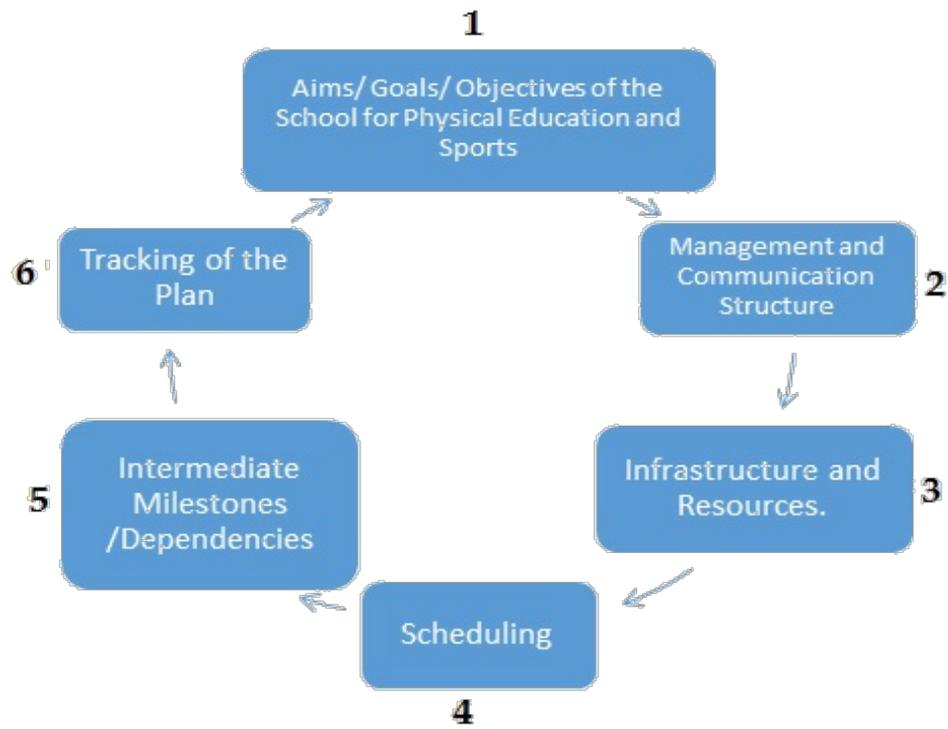 1
Aims/ Goals/ Objectives of the
School for Physical Education and
Sports
2
Management and
Communication
Structure
3
Infrastructure and
Resources.
4
Scheduling
5
Intermediate
Milestones
/Dependencies
6
Tracking of the
Plan